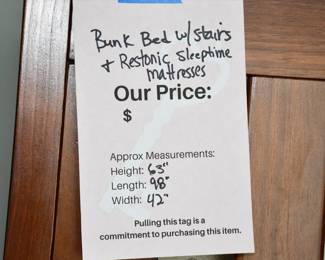 Bunk Bed w/stairs
+ Restonic Sleeptime
mattresses
Our Price:
$
Approx Measurements:
Height: 63"
Length: 98"
Width: 42"
Pulling this tag is a
commitment to purchasing this item.